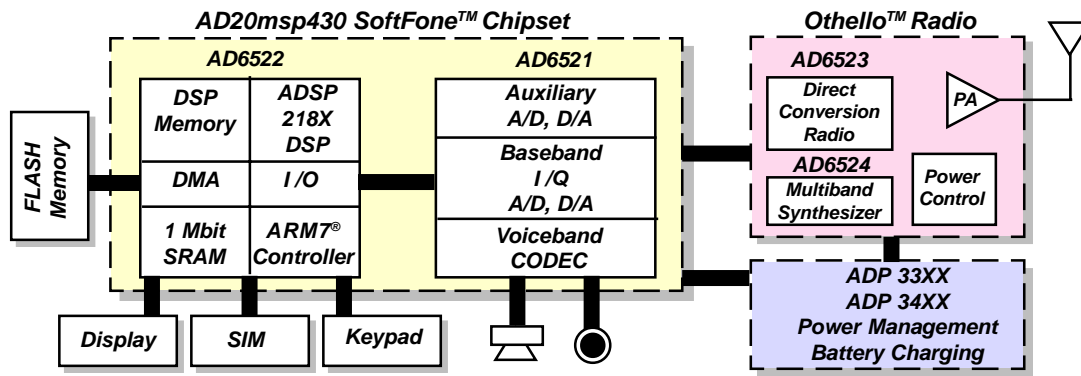 AD20msp430 SoftFone™ Chipset
Othello™ Radio
AD6522
AD6521
AD6523
DSP
Memory
ADSP
218X
DSP
DMA
I /O
1 Mbit
SRAM
ARM7®
Controller
Auxiliary
A/D, D/A
Baseband
I /Q
A/D, D/A
Voiceband
CODEC
Direct
Conversion
Radio
PA
AD6524
Multiband
Synthesizer
Power
Control
FLASH
Memory
Display
SIM
Keypad
ADP 33XX
ADP 34XX
Power Management
Battery Charging